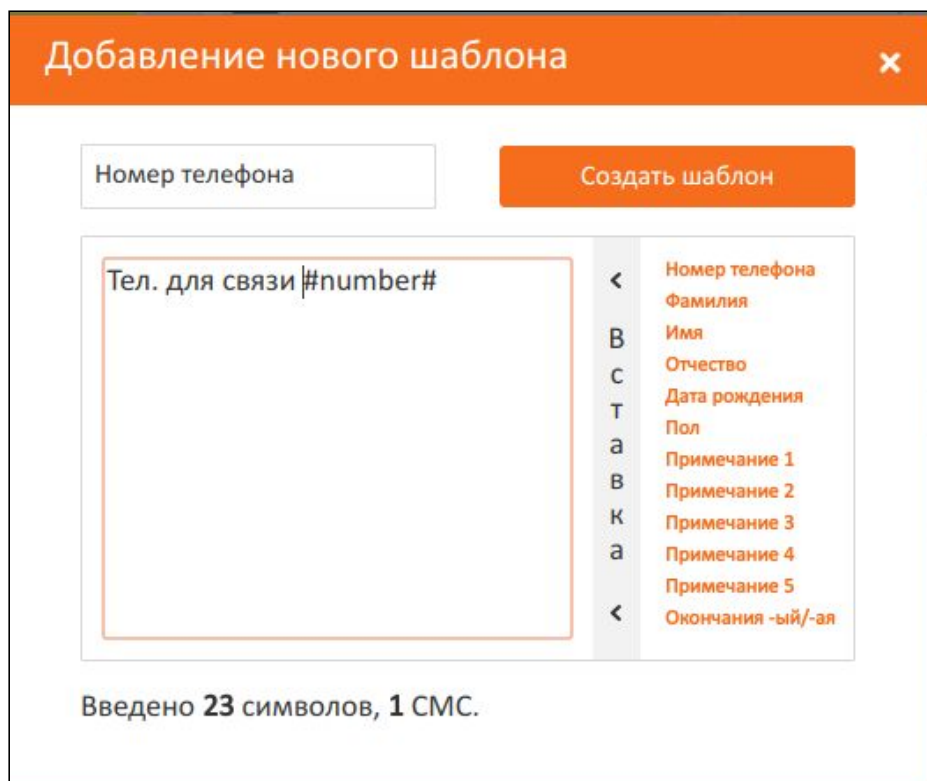 Добавление нового шаблона
Номер телефона
Создать шаблон
Тел. для связи #number#
Вставка
Номер телефона
Фамилия
Имя
Отчество
Дата рождения
Пол
Примечание 1
Примечание 2
Примечание 3
Примечание 4
Примечание 5
Окончания -ый/-ая
Введено 23 символов, 1 СМС.